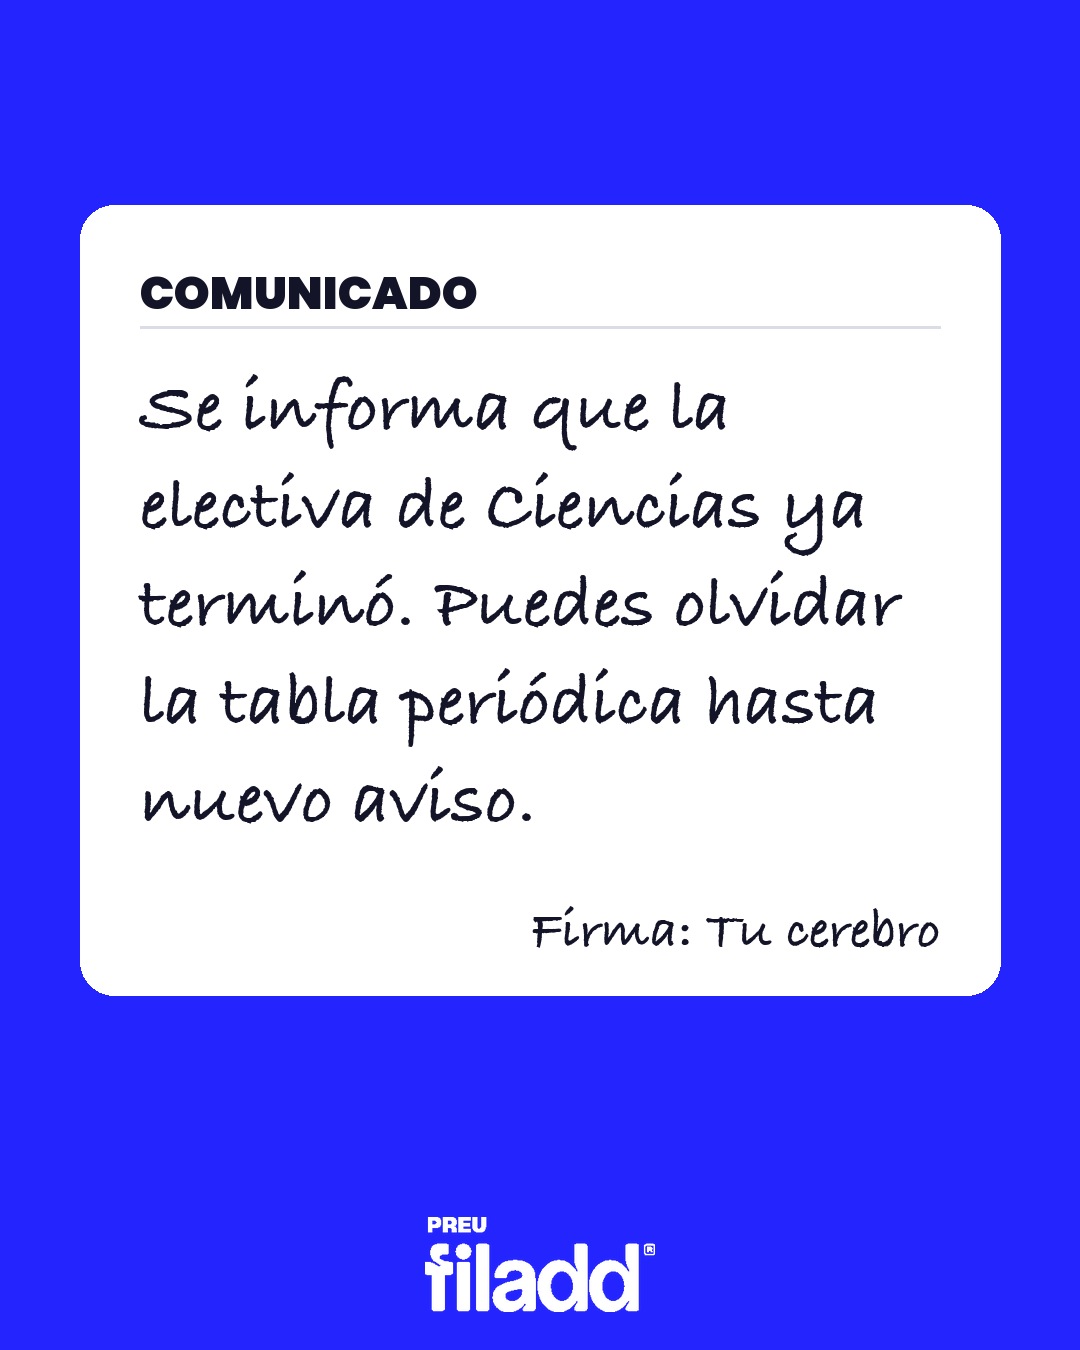 COMUNICADO
Se informa que la
electiva de Ciencias ya
terminó. Puedes olvidar
la tabla periódica hasta
nuevo aviso.
Firma: Tu cerebro
PREU
filadd®